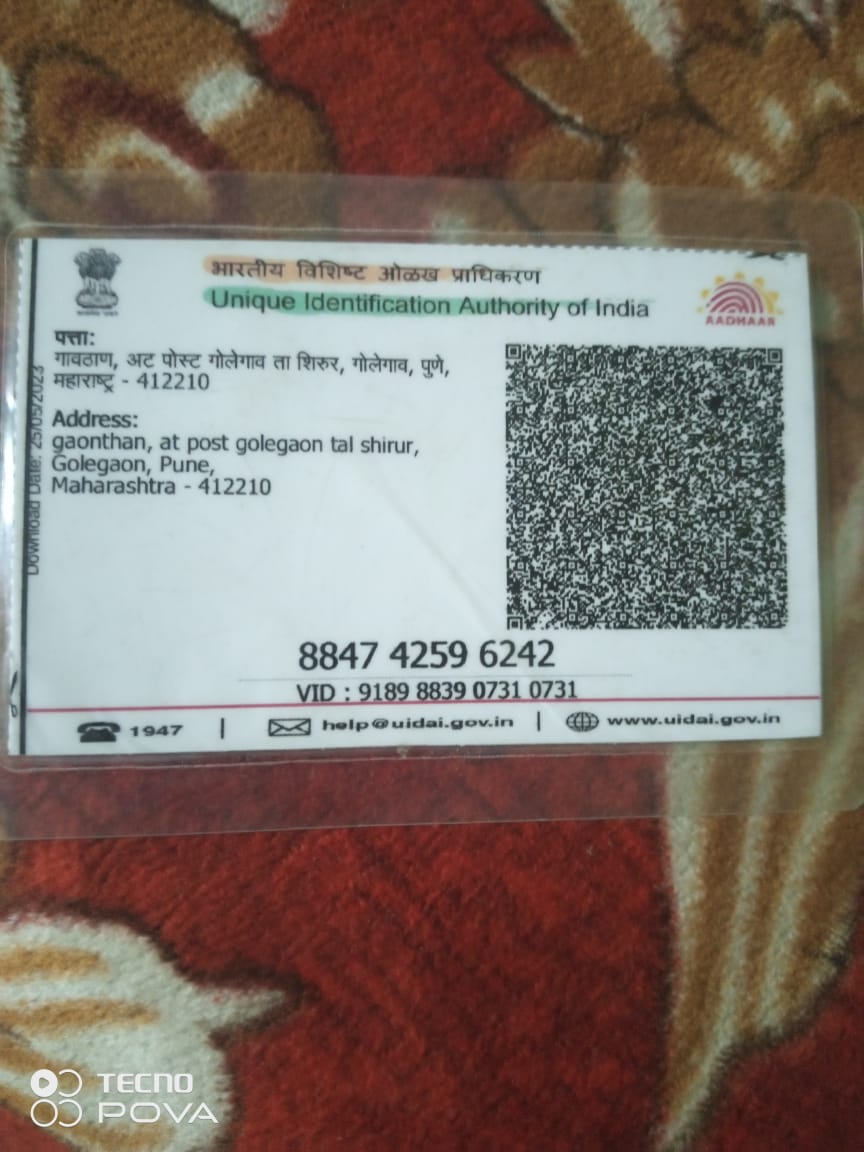 भारतीय विशिष्ट ओळख प्राधिकरण
Unique Identification Authority of India
AADHAAR
पत्ता:
गावठाण, अट पोस्ट गोलेगाव ता शिरुर, गोलेगाव, पुणे,
महाराष्ट्र - 412210
Address:
gaonthan, at post golegaon tal shirur,
Golegaon, Pune,
Maharashtra - 412210
Download Date: 25/05/2023
8847 4259 6242
VID : 9189 8839 0731 0731
1947 | help@uidai.gov.in | www.uidai.gov.in
TECNO
POVA